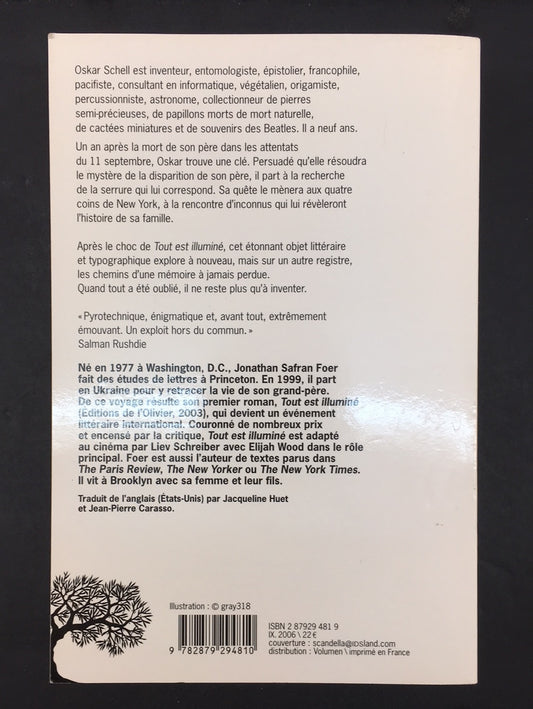 Oskar Schell est inventeur, entomologiste, épistolier, francophile,
pacifiste, consultant en informatique, végétalien, origamiste,
percussionniste, astronome, collectionneur de pierres
semi-précieuses, de papillons morts de mort naturelle,
de cactées miniatures et de souvenirs des Beatles. Il a neuf ans.
Un an après la mort de son père dans les attentats
du 11 septembre, Oskar trouve une clé. Persuadé qu'elle résoudra
le mystère de la disparition de son père, il part à la recherche
de la serrure qui lui correspond. Sa quête le mènera aux quatre
coins de New York, à la rencontre d'inconnus qui lui révèleront
l'histoire de sa famille.
Après le choc de Tout est illuminé, cet étonnant objet littéraire
et typographique explore à nouveau, mais sur un autre registre,
les chemins d'une mémoire à jamais perdue.
Quand tout a été oublié, il ne reste plus qu'à inventer.
« Pyrotechnique, énigmatique et, avant tout, extrêmement
émouvant. Un exploit hors du commun. »
Salman Rushdie
Né en 1977 à Washington, D.C., Jonathan Safran Foer
fait des études de lettres à Princeton. En 1999, il part
en Ukraine pour y retracer la vie de son grand-père.
De ce voyage résulte son premier roman, Tout est illuminé
(Éditions de l'Olivier, 2003), qui devient un événement
littéraire international. Couronné de nombreux prix
et encensé par la critique, Tout est illuminé est adapté
au cinéma par Liev Schreiber avec Elijah Wood dans le rôle
principal. Foer est aussi l'auteur de textes parus dans
The Paris Review, The New Yorker ou The New York Times.
Il vit à Brooklyn avec sa femme et leur fils.
Traduit de l'anglais (États-Unis) par Jacqueline Huet
et Jean-Pierre Carasso.
Illustration : © gray318
ISBN 2 87929 481 9
IX. 2006 \ 22 €
couverture : scandella@IDSland.com
distribution : Volumen \ imprimé en France
9 782879 294810